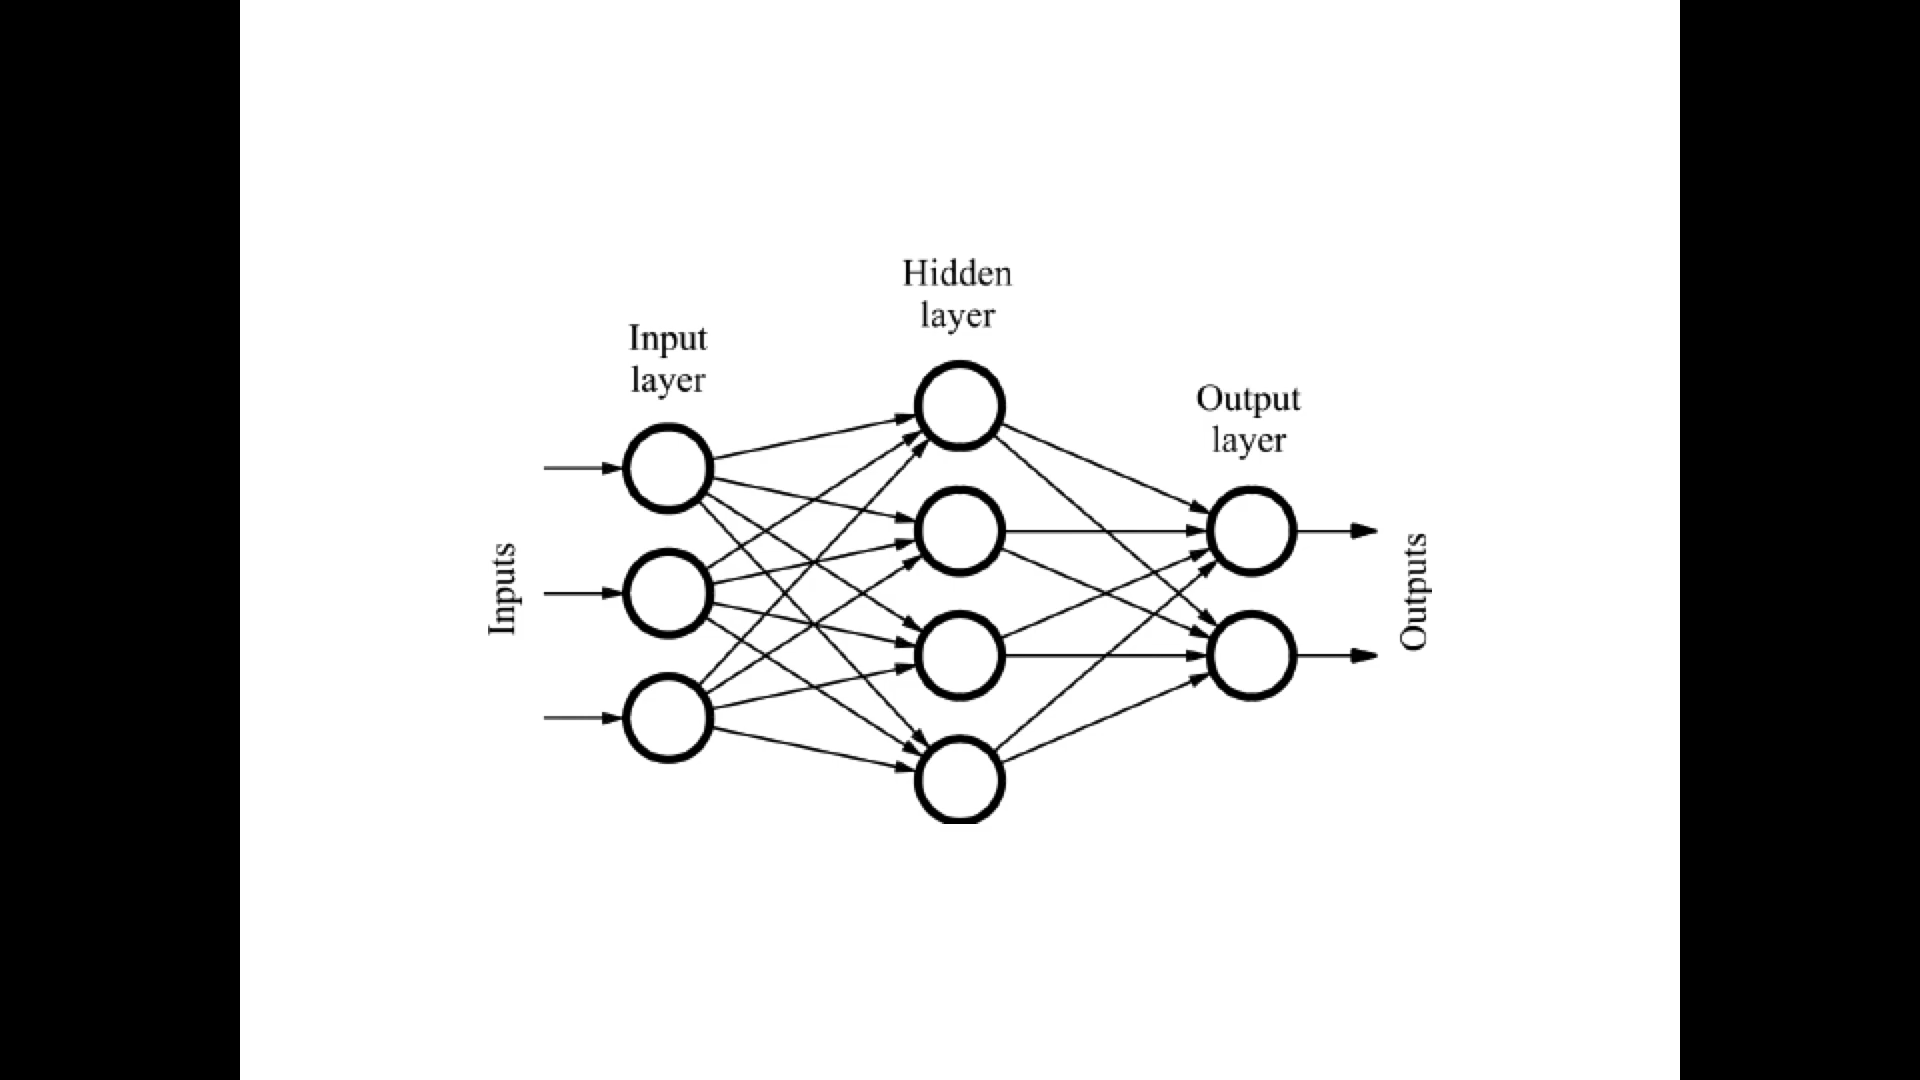 Hidden
layer
Input
layer
Output
layer
Inputs
Outputs